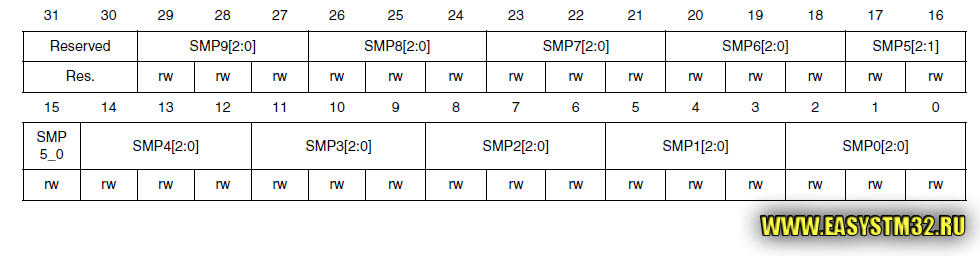 31 30 29 28 27 26 25 24 23 22 21 20 19 18 17 16
Reserved SMP9[2:0] SMP8[2:0] SMP7[2:0] SMP6[2:0] SMP5[2:1]
Res. rw rw rw rw rw rw rw rw rw rw rw rw rw rw
15 14 13 12 11 10 9 8 7 6 5 4 3 2 1 0
SMP
5_0 SMP4[2:0] SMP3[2:0] SMP2[2:0] SMP1[2:0] SMP0[2:0]
rw rw rw rw rw rw rw rw rw rw rw rw rw rw rw rw
WWW.EASYSTM32.RU